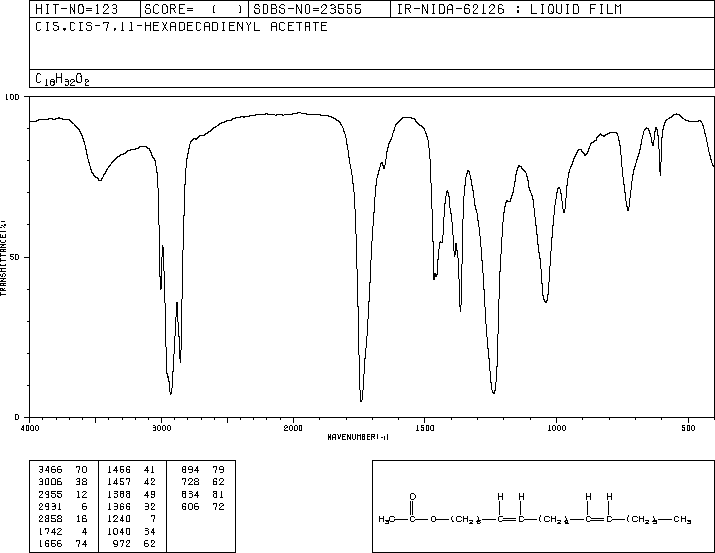 HIT-NO=123 SCORE= ( ) SDBS-NO=23555 IR-NIDA-62126 : LIQUID FILM
CIS,CIS-7,11-HEXADECADIENYL ACETATE
C18H32O2
100
50
0
TRANSMITTANCE(%)
4000 3000 2000 1500 1000 500
WAVENUMBER(-1)
3466 70 1466 41 894 79
3006 38 1457 42 728 62
2955 12 1388 49 634 81
2931 6 1366 32 606 72
2858 16 1240 7
1742 4 1040 34
1656 74 972 62
O H H H H
H3C—C—O—(CH2)6—C=C—(CH2)2—C=C—(CH2)3—CH3